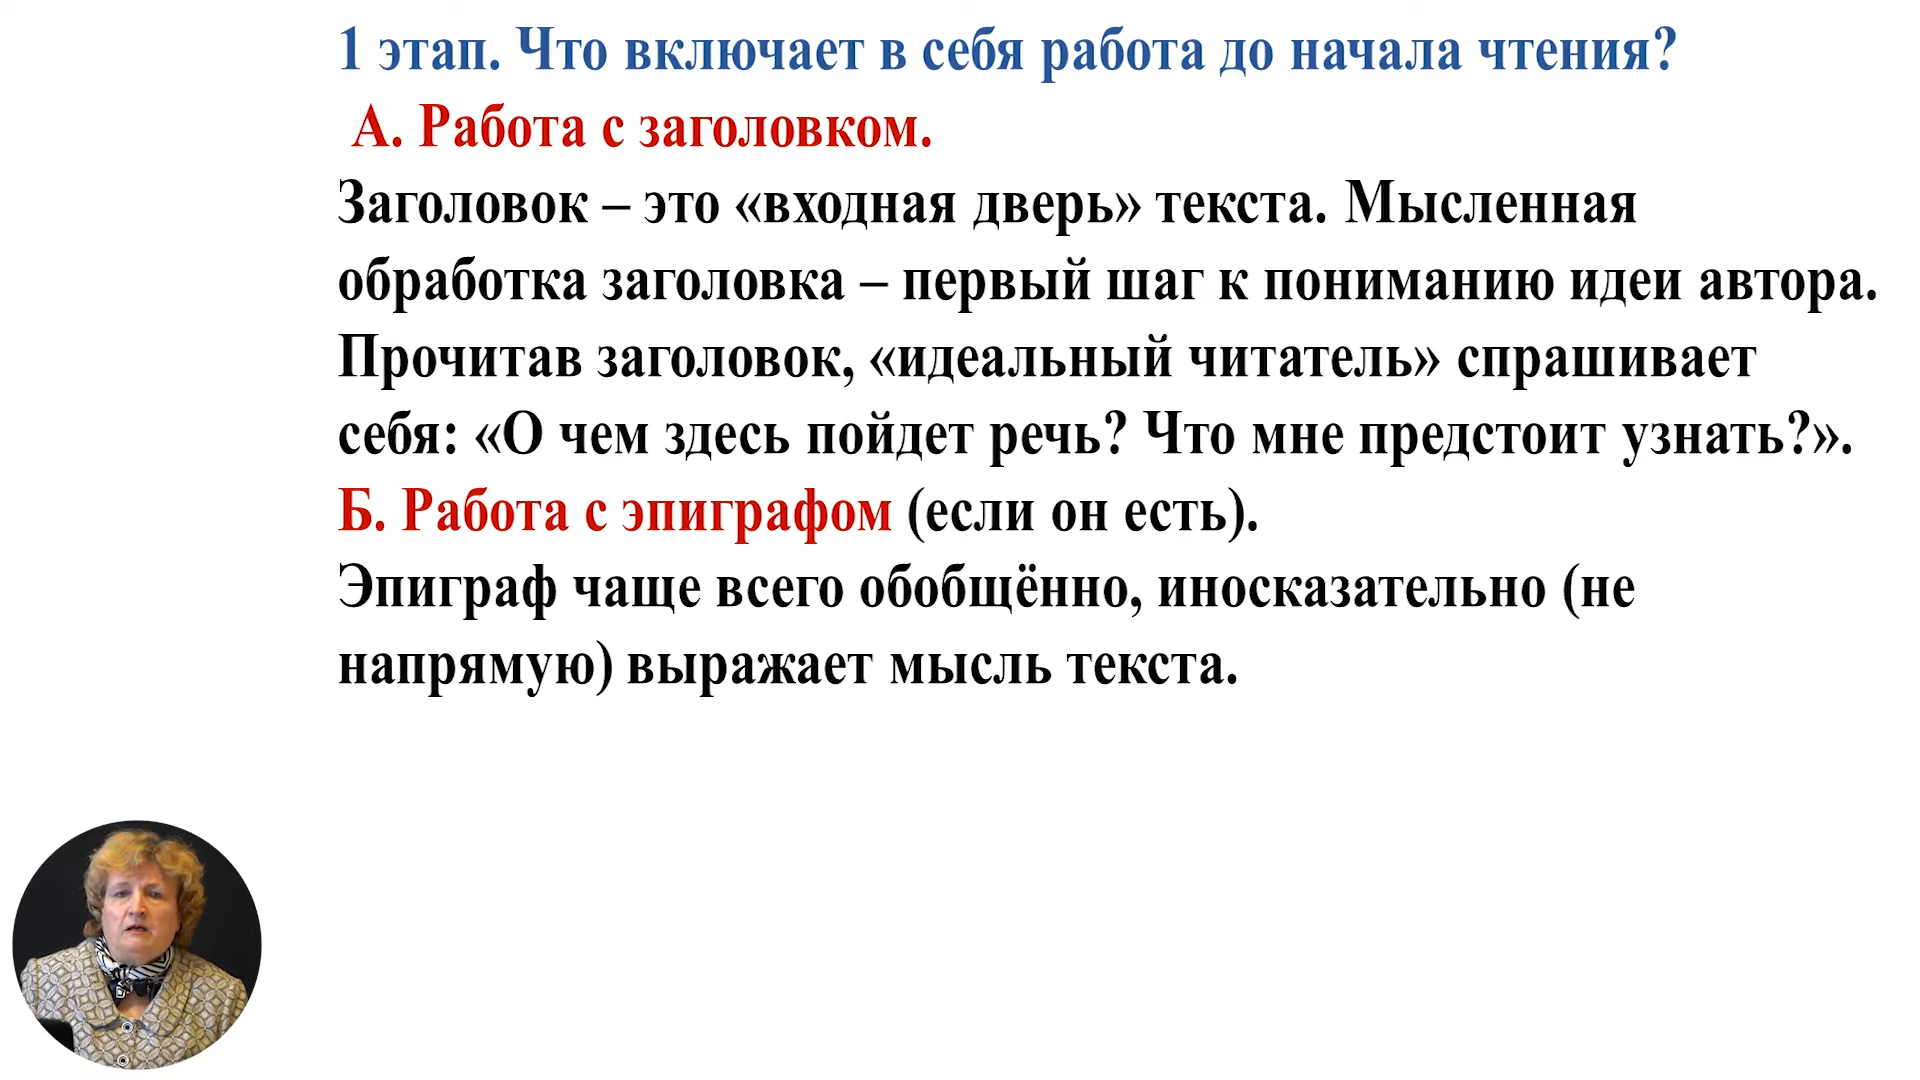 1 этап. Что включает в себя работа до начала чтения?
А. Работа с заголовком.
Заголовок – это «входная дверь» текста. Мысленная
обработка заголовка – первый шаг к пониманию идеи автора.
Прочитав заголовок, «идеальный читатель» спрашивает
себя: «О чем здесь пойдет речь? Что мне предстоит узнать?».
Б. Работа с эпиграфом (если он есть).
Эпиграф чаще всего обобщённо, иносказательно (не
напрямую) выражает мысль текста.